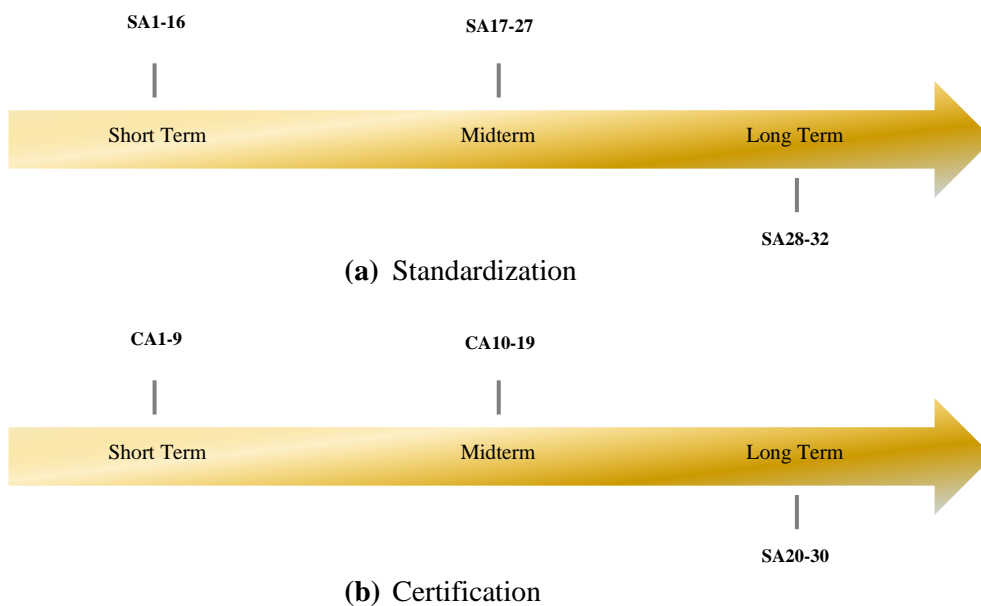 SA1-16 SA17-27
Short Term Midterm Long Term
SA28-32
(a) Standardization
CA1-9 CA10-19
Short Term Midterm Long Term
SA20-30
(b) Certification